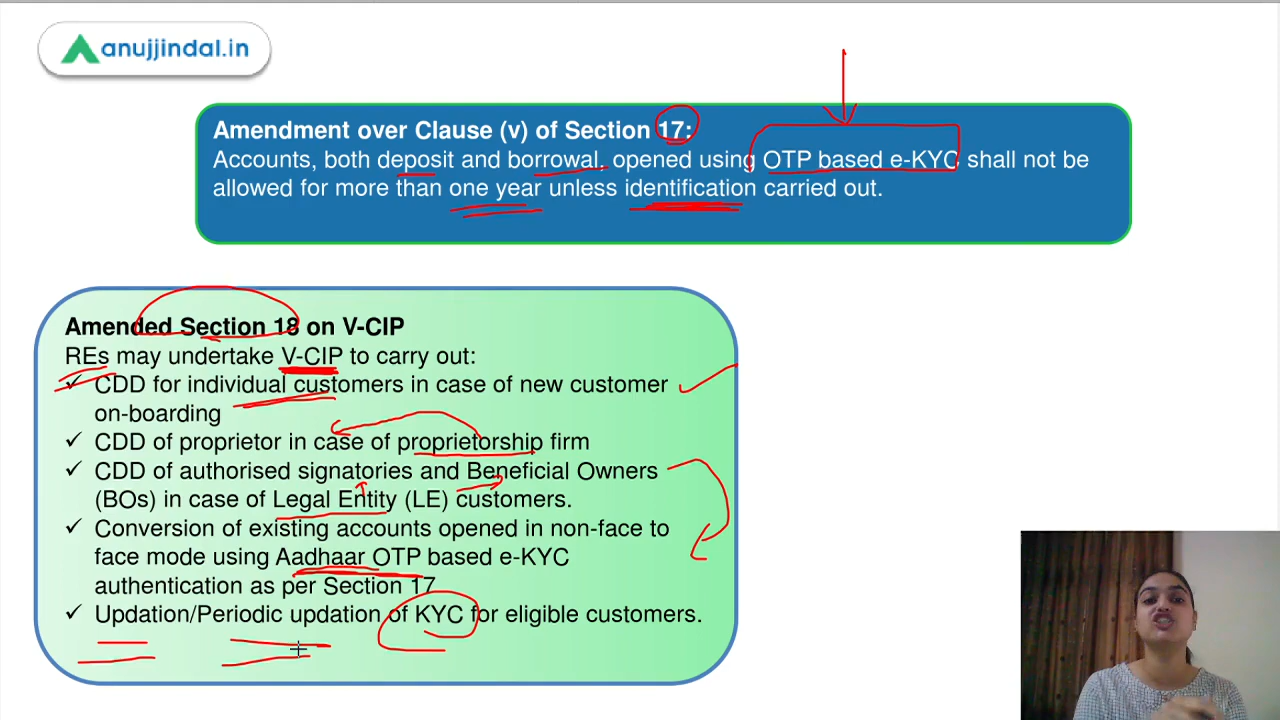 anujjindal.in
Amendment over Clause (v) of Section 17:
Accounts, both deposit and borrowal, opened using OTP based e-KYC shall not be
allowed for more than one year unless identification carried out.
Amended Section 18 on V-CIP
REs may undertake V-CIP to carry out:
✓ CDD for individual customers in case of new customer
on-boarding
✓ CDD of proprietor in case of proprietorship firm
✓ CDD of authorised signatories and Beneficial Owners
(BOs) in case of Legal Entity (LE) customers.
✓ Conversion of existing accounts opened in non-face to
face mode using Aadhaar OTP based e-KYC
authentication as per Section 17
✓ Updation/Periodic updation of KYC for eligible customers.